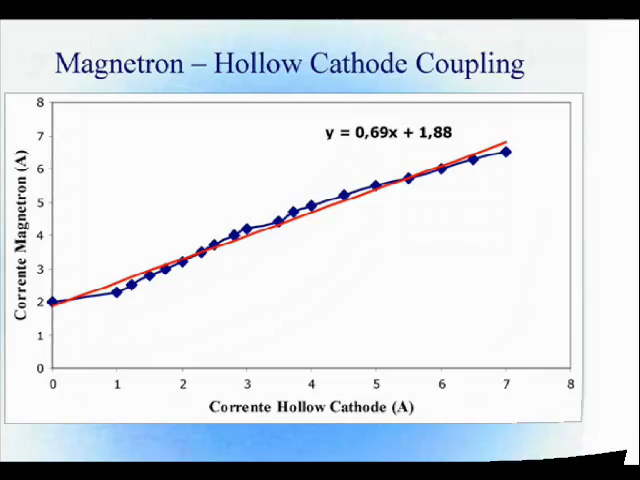 Magnetron – Hollow Cathode Coupling
y = 0,69x + 1,88
8
7
6
5
4
3
2
1
0
Corrente Magnetron (A)
0 1 2 3 4 5 6 7 8
Corrente Hollow Cathode (A)